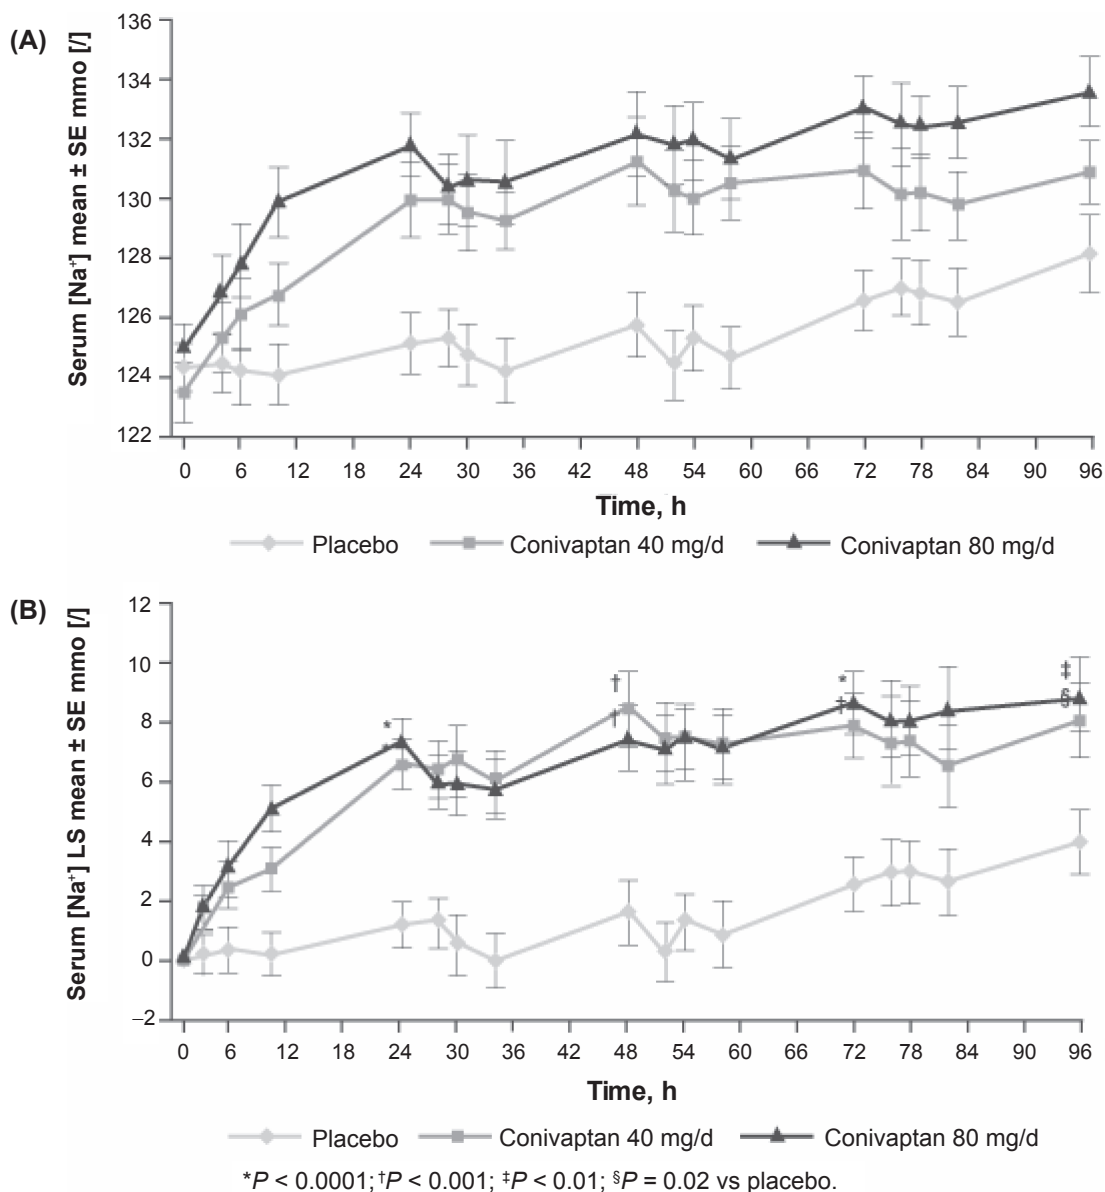 (A)
Serum [Na⁺] mean ± SE mmo [/]
136
134
132
130
128
126
124
122
0 6 12 18 24 30 36 42 48 54 60 72 78 84 90 96
Time, h
Placebo Conivaptan 40 mg/d Conivaptan 80 mg/d
(B)
Serum [Na⁺] LS mean ± SE mmo [/]
12
10
8
6
4
2
0
−2
* * † † * † ‡ §
0 6 12 18 24 30 36 42 48 54 60 72 78 84 90 96
Time, h
Placebo Conivaptan 40 mg/d Conivaptan 80 mg/d
*P < 0.0001; †P < 0.001; ‡P < 0.01; §P = 0.02 vs placebo.